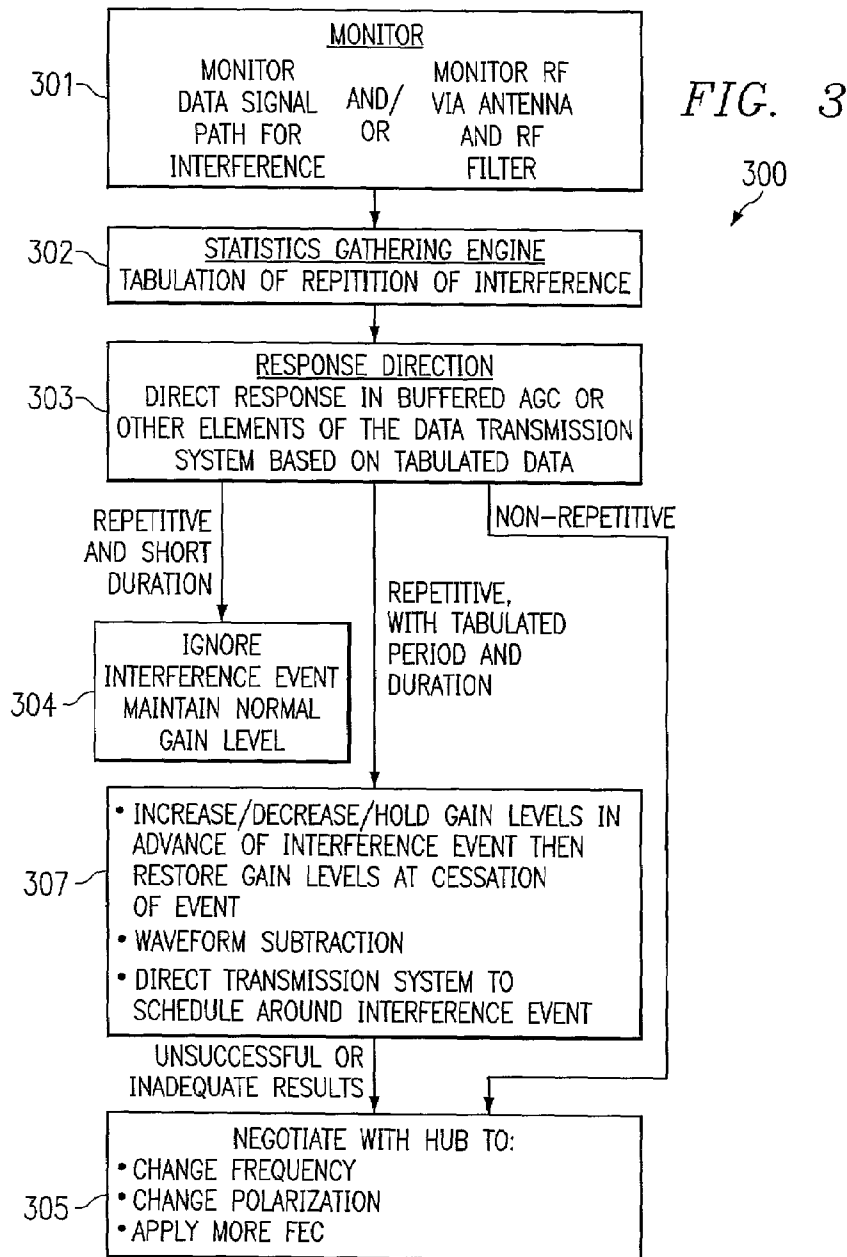 MONITOR
MONITOR
DATA SIGNAL
PATH FOR
INTERFERENCE
AND/
OR
MONITOR RF
VIA ANTENNA
AND RF
FILTER
301
FIG. 3
300
302
STATISTICS GATHERING ENGINE
TABULATION OF REPITITION OF INTERFERENCE
303
RESPONSE DIRECTION
DIRECT RESPONSE IN BUFFERED AGC OR
OTHER ELEMENTS OF THE DATA TRANSMISSION
SYSTEM BASED ON TABULATED DATA
REPETITIVE
AND SHORT
DURATION
NON-REPETITIVE
REPETITIVE,
WITH TABULATED
PERIOD AND
DURATION
304
IGNORE
INTERFERENCE EVENT
MAINTAIN NORMAL
GAIN LEVEL
307
• INCREASE/DECREASE/HOLD GAIN LEVELS IN
ADVANCE OF INTERFERENCE EVENT THEN
RESTORE GAIN LEVELS AT CESSATION
OF EVENT
• WAVEFORM SUBTRACTION
• DIRECT TRANSMISSION SYSTEM TO
SCHEDULE AROUND INTERFERENCE EVENT
UNSUCCESSFUL OR
INADEQUATE RESULTS
305
NEGOTIATE WITH HUB TO:
• CHANGE FREQUENCY
• CHANGE POLARIZATION
• APPLY MORE FEC